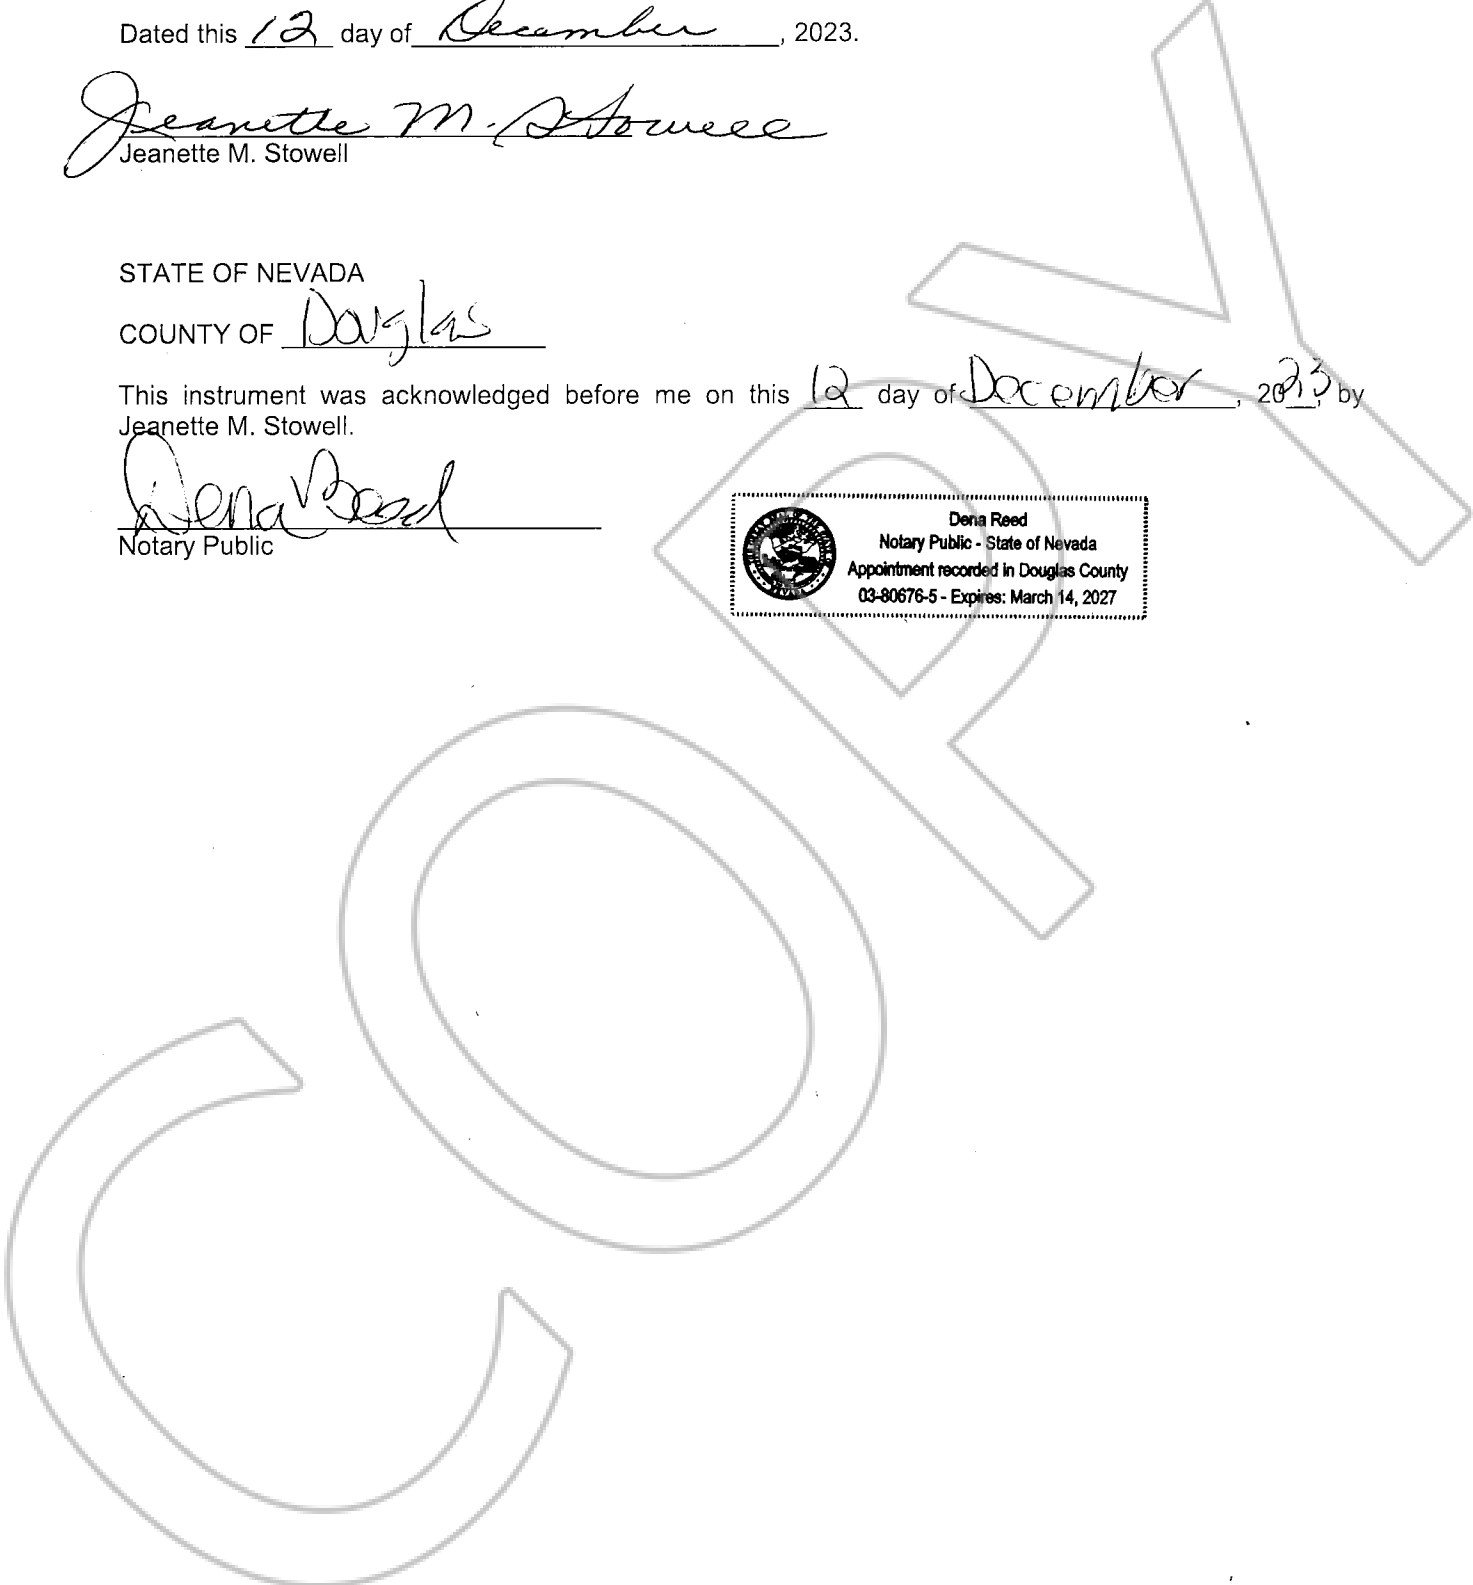 Dated this 12 day of December, 2023.
Jeanette M. Stowell
Jeanette M. Stowell
STATE OF NEVADA
COUNTY OF Douglas
This instrument was acknowledged before me on this 12 day of December, 2023, by
Jeanette M. Stowell.
Dena Reed
Notary Public
Dena Reed
Notary Public - State of Nevada
Appointment recorded in Douglas County
03-80676-5 - Expires: March 14, 2027
COPY